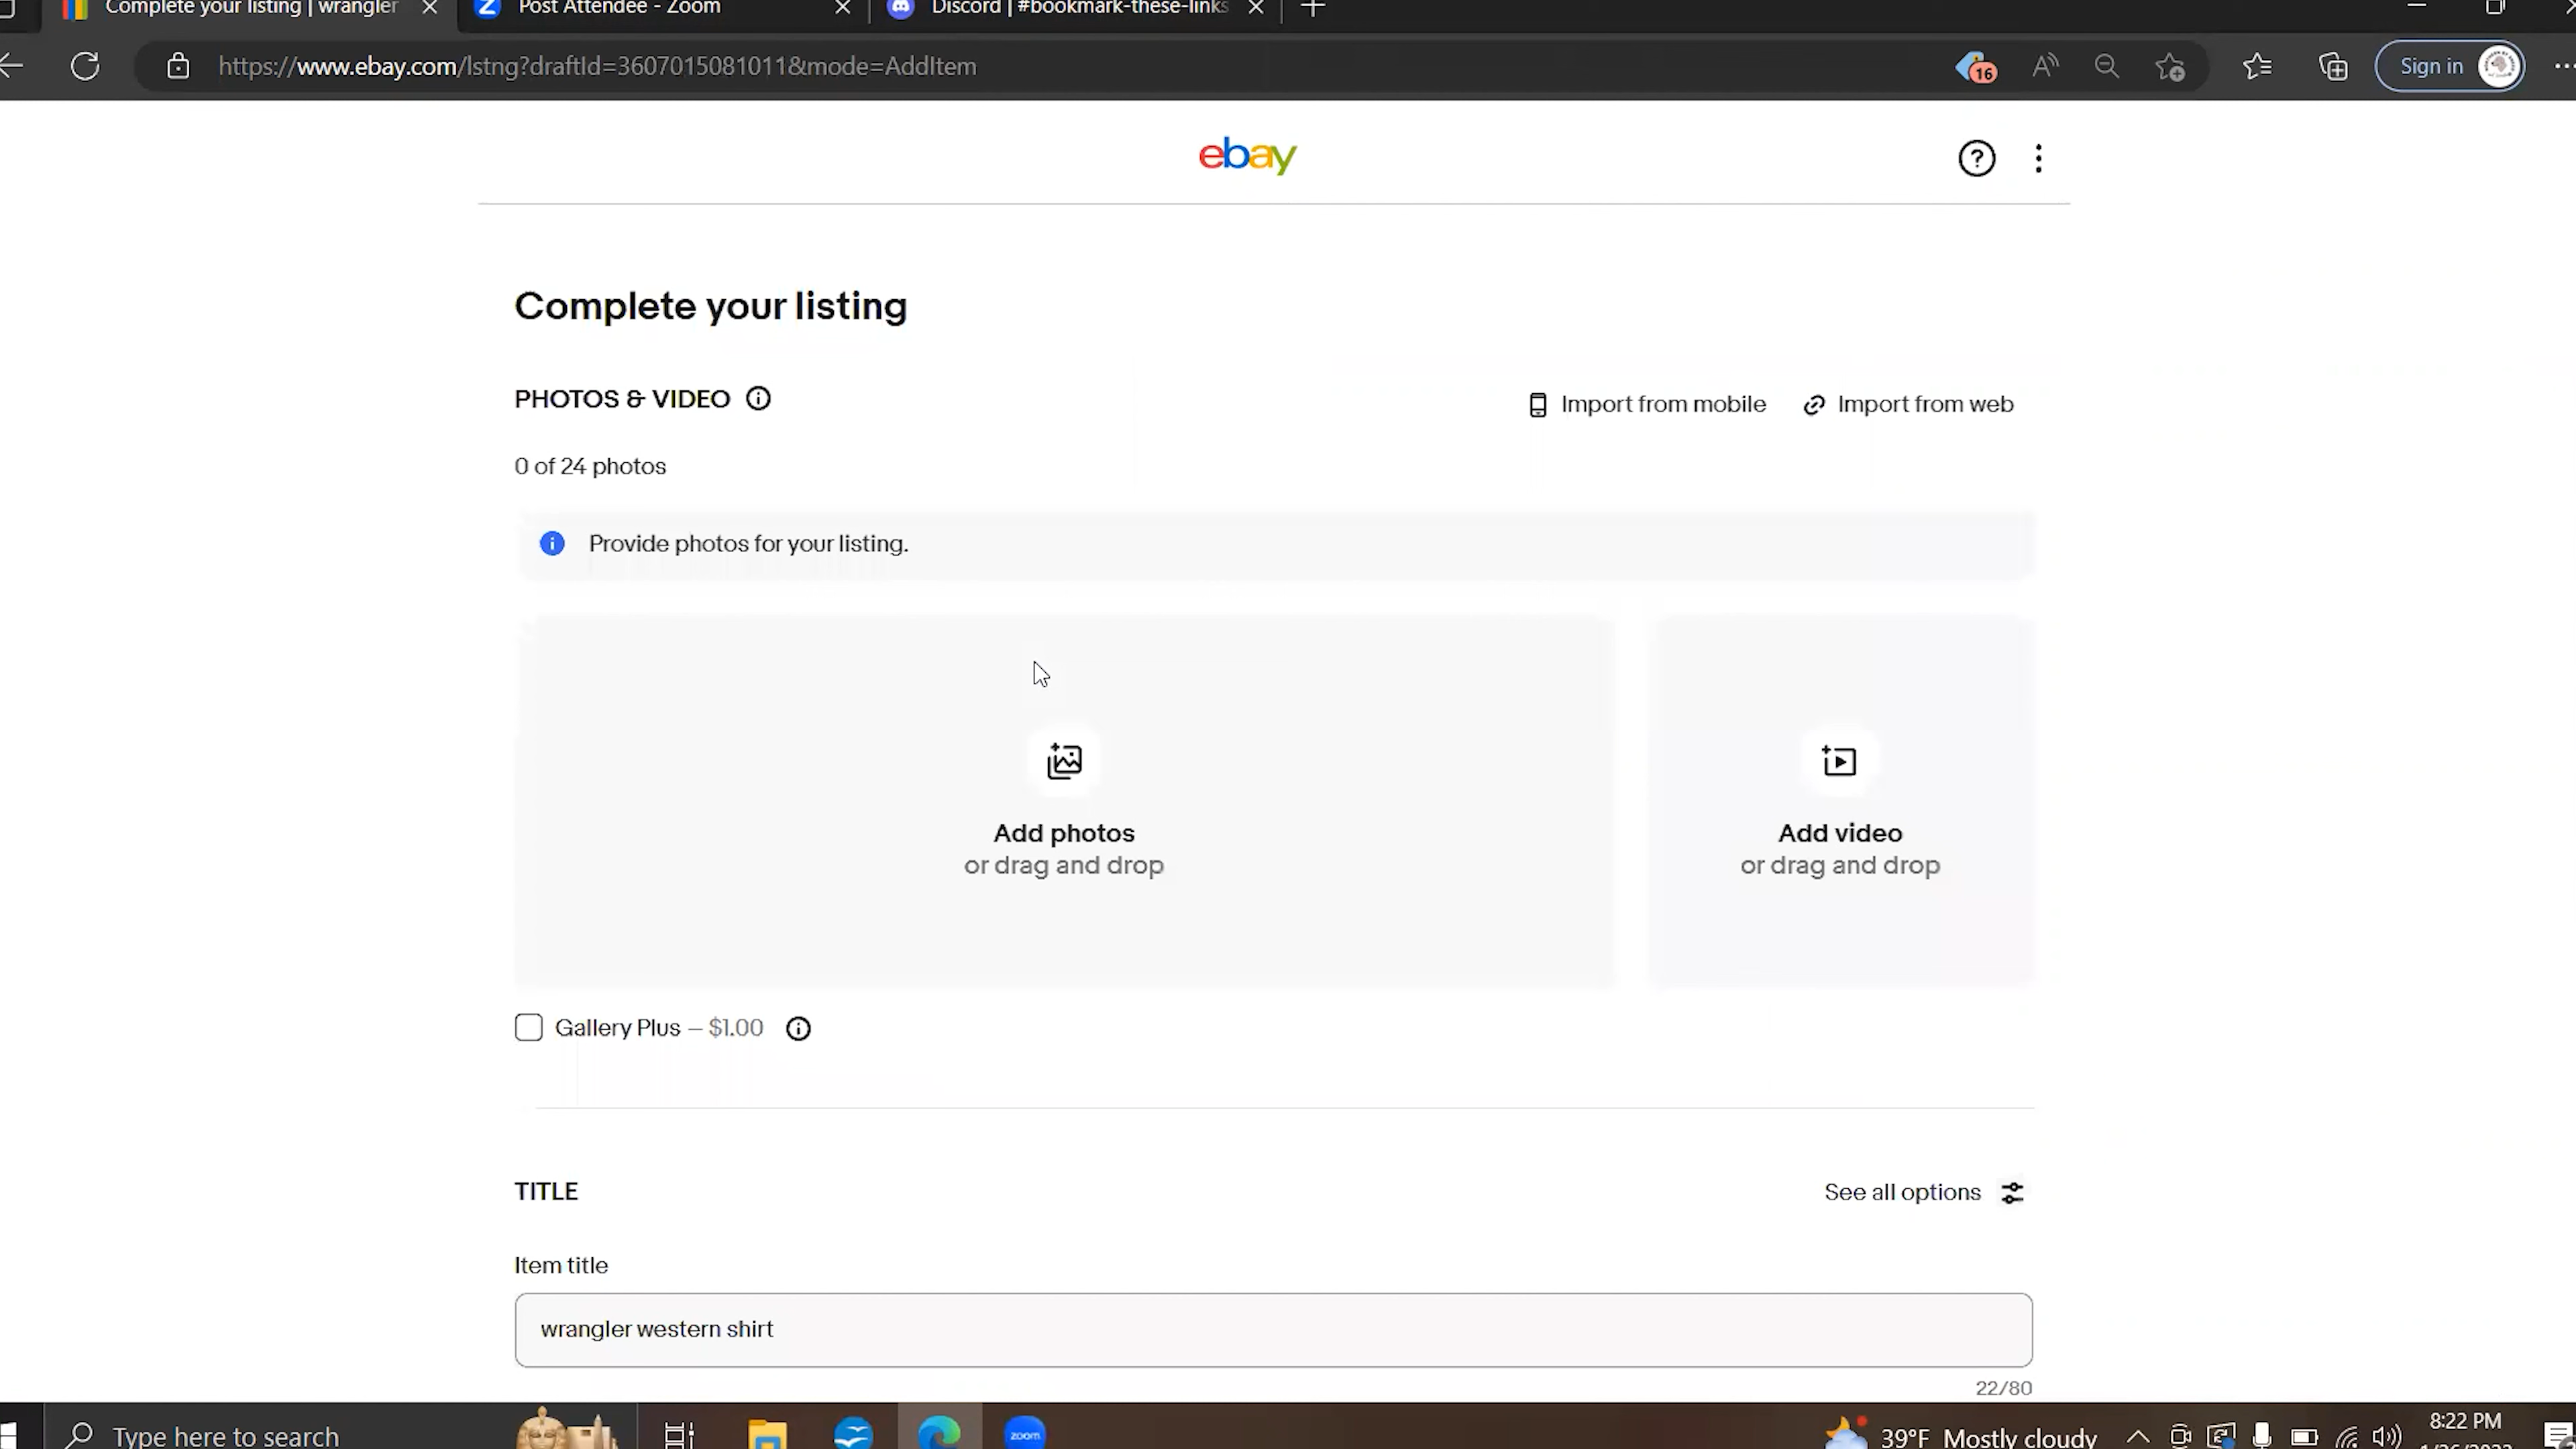 Complete your listing | wrangler
Post Attendee - Zoom
Discord | #bookmark-these-links
https://www.ebay.com/lstng?draftId=3607015081011&mode=AddItem
16
Sign in
ebay
Complete your listing
PHOTOS & VIDEO
Import from mobile
Import from web
0 of 24 photos
Provide photos for your listing.
Add photos
or drag and drop
Add video
or drag and drop
Gallery Plus – $1.00
TITLE
See all options
Item title
wrangler western shirt
22/80
Type here to search
zoom
39°F Mostly cloudy
8:22 PM